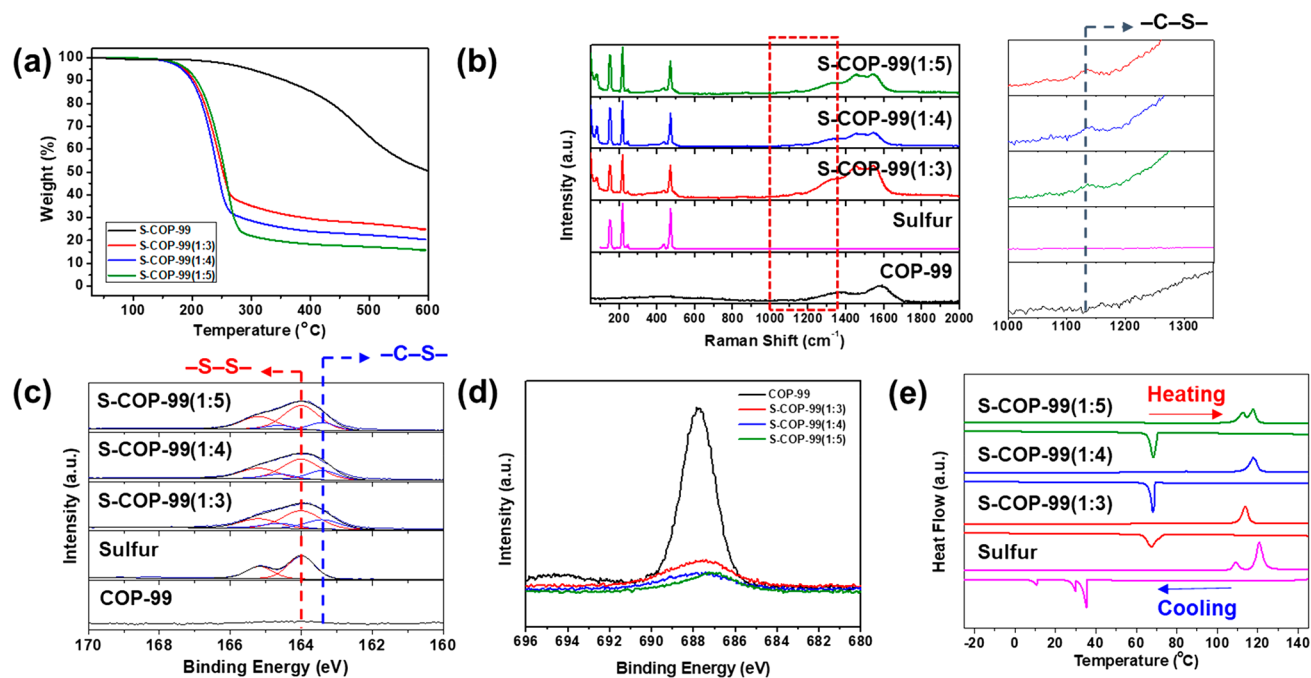 (a)
100
90
80
70
60
50
40
30
20
10
0
Weight (%)
S-COP-99
S-COP-99(1:3)
S-COP-99(1:4)
S-COP-99(1:5)
100 200 300 400 500 600
Temperature (°C)
(b)
S-COP-99(1:5)
S-COP-99(1:4)
S-COP-99(1:3)
Sulfur
COP-99
Intensity (a.u.)
200 400 600 800 1000 1200 1400 1600 1800 2000
Raman Shift (cm⁻¹)
–C–S–
1000 1100 1200 1300
(c)
–S–S–
–C–S–
S-COP-99(1:5)
S-COP-99(1:4)
S-COP-99(1:3)
Sulfur
COP-99
Intensity (a.u.)
170 168 166 164 162 160
Binding Energy (eV)
(d)
COP-99
S-COP-99(1:3)
S-COP-99(1:4)
S-COP-99(1:5)
Intensity (a.u.)
696 694 692 690 688 686 684 682 680
Binding Energy (eV)
(e)
S-COP-99(1:5)
Heating
S-COP-99(1:4)
S-COP-99(1:3)
Sulfur
Cooling
Heat Flow (a.u.)
-20 0 20 40 60 80 100 120 140
Temperature (°C)